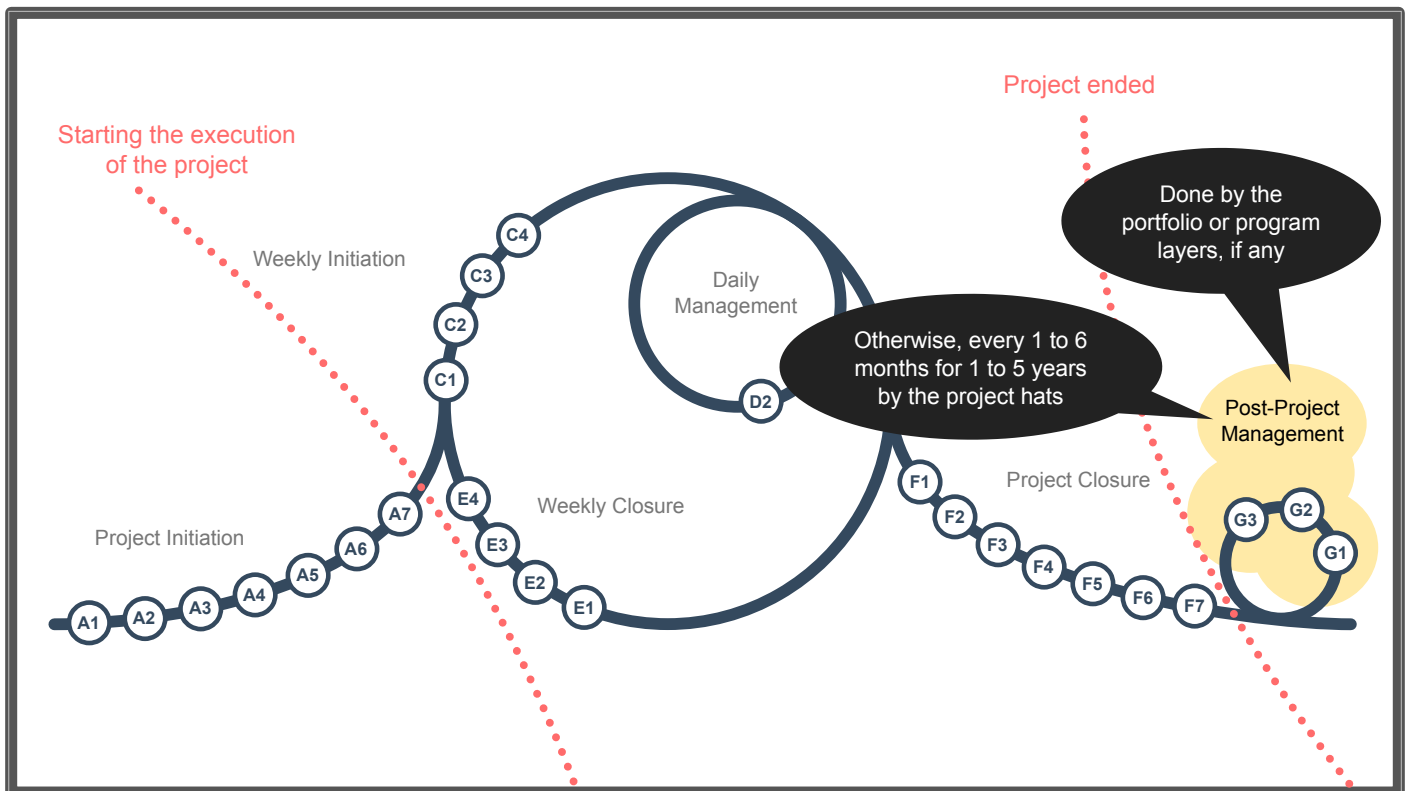 Project ended
Starting the execution
of the project
Done by the
portfolio or program
layers, if any
Weekly Initiation
C4
C3
C2
C1
Daily
Management
D2
Otherwise, every 1 to 6
months for 1 to 5 years
by the project hats
Post-Project
Management
Project Initiation
A1
A2
A3
A4
A5
A6
A7
Weekly Closure
E4
E3
E2
E1
Project Closure
F1
F2
F3
F4
F5
F6
F7
G3
G2
G1